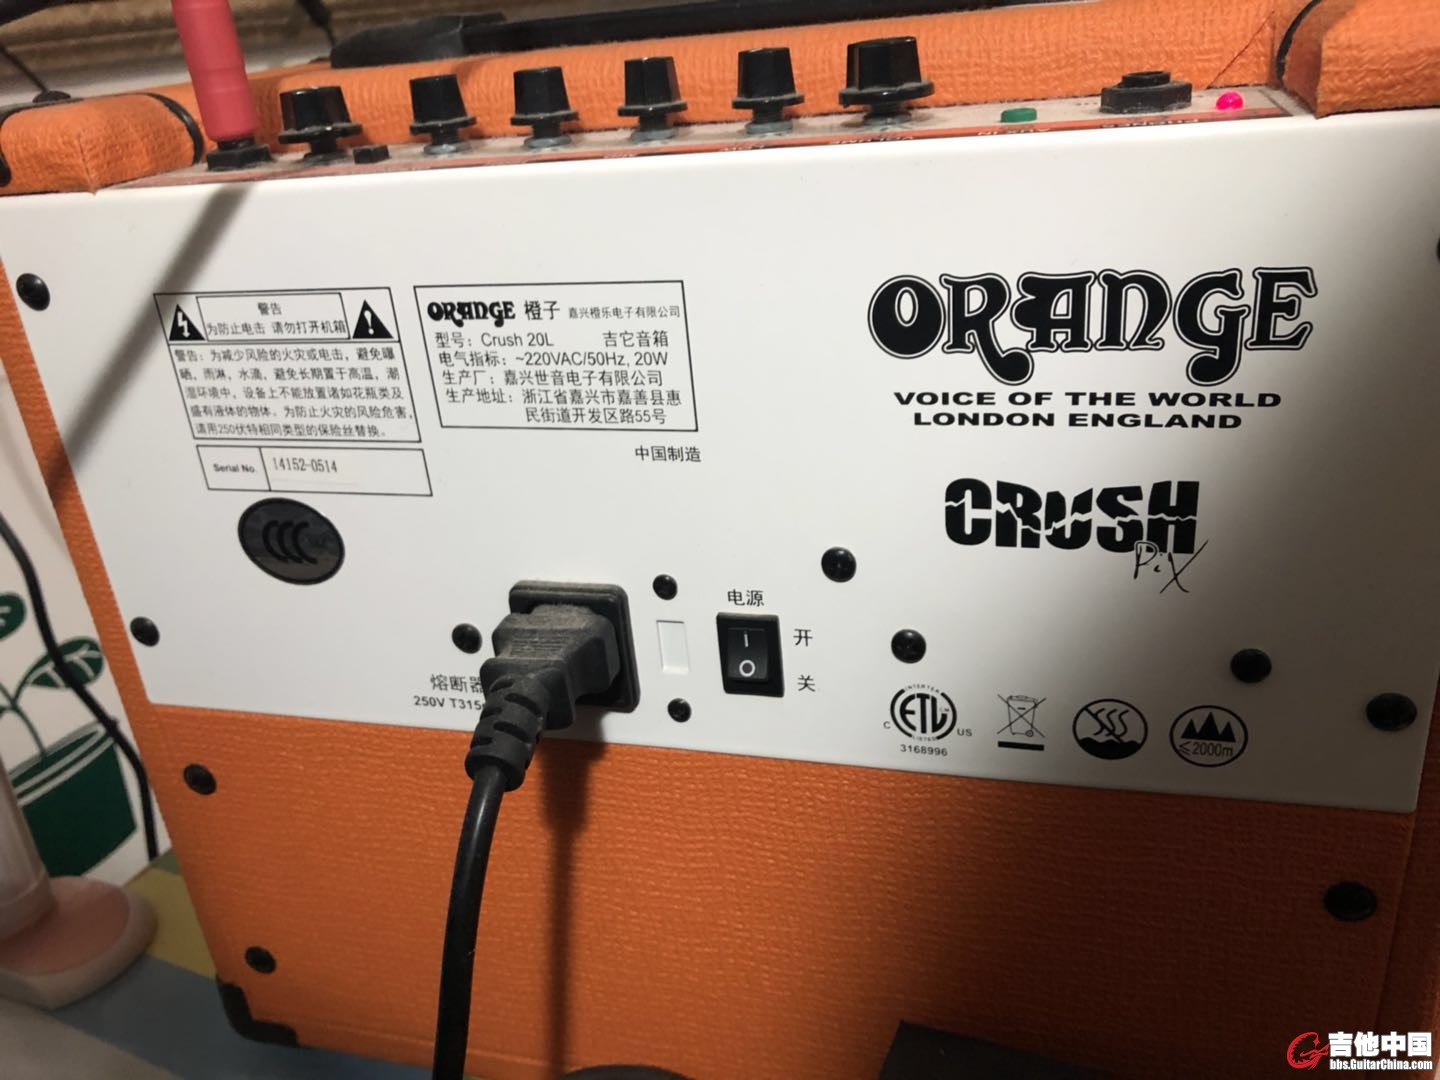 警告
为防止电击 请勿打开机箱
警告:为减少风险的火灾或电击,避免曝
晒,雨淋,水滴,避免长期置于高温,潮
湿环境中,设备上不能放置诸如花瓶类及
盛有液体的物体。为防止火灾的风险危害,
请用250伏特相同类型的保险丝替换。
Serial No. 14152-0514
ORANGE 橙子 嘉兴橙乐电子有限公司
型号:Crush 20L 吉它音箱
电气指标:~220VAC/50Hz, 20W
生产厂:嘉兴世音电子有限公司
生产地址:浙江省嘉兴市嘉善县惠
民街道开发区路55号
中国制造
ORANGE
VOICE OF THE WORLD
LONDON ENGLAND
CRUSH
PiX
CCC
电源
开
关
熔断器
250V T315
INTERTEK
C ETL CM US
LISTED
3168996
≤2000m
吉他中国
bbs.GuitarChina.com